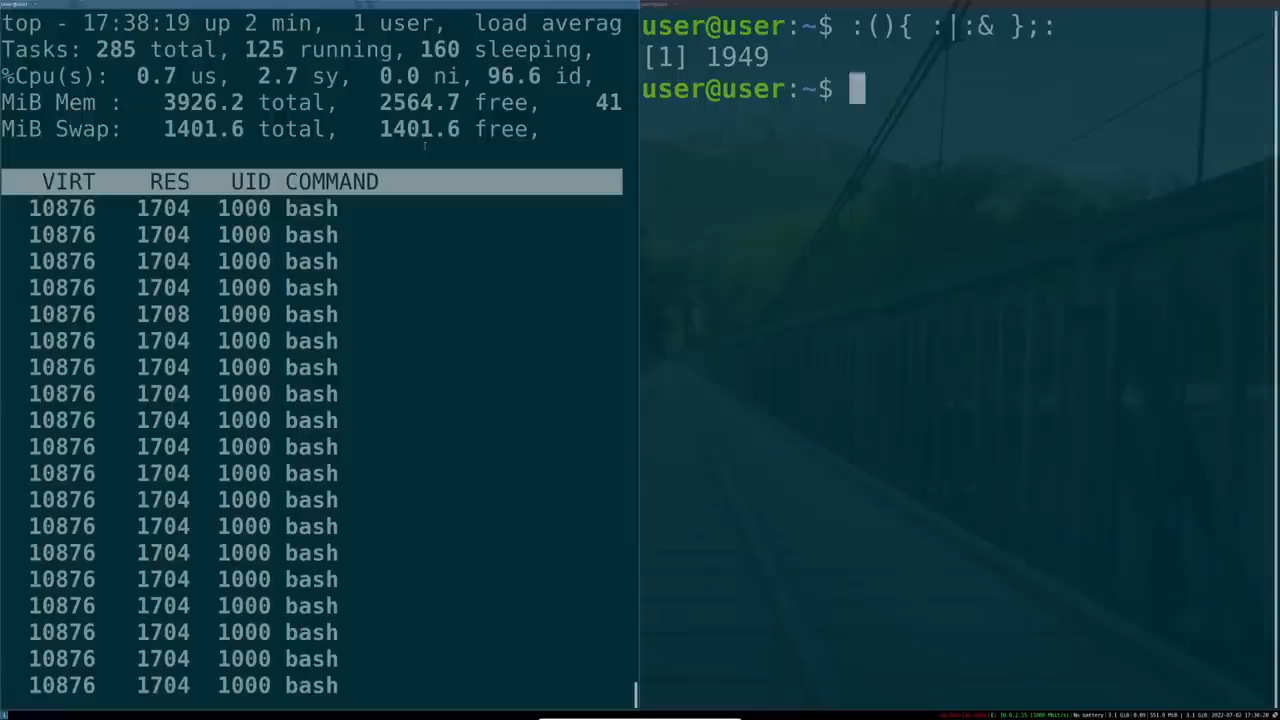 top - 17:38:19 up 2 min,  1 user,  load averag
Tasks: 285 total, 125 running, 160 sleeping,
%Cpu(s):  0.7 us,  2.7 sy,  0.0 ni, 96.6 id,
MiB Mem :   3926.2 total,   2564.7 free,    41
MiB Swap:   1401.6 total,   1401.6 free,
VIRT    RES   UID COMMAND
10876   1704  1000 bash
10876   1704  1000 bash
10876   1704  1000 bash
10876   1704  1000 bash
10876   1708  1000 bash
10876   1704  1000 bash
10876   1704  1000 bash
10876   1704  1000 bash
10876   1704  1000 bash
10876   1704  1000 bash
10876   1704  1000 bash
10876   1704  1000 bash
10876   1704  1000 bash
10876   1704  1000 bash
10876   1704  1000 bash
10876   1704  1000 bash
10876   1704  1000 bash
10876   1704  1000 bash
10876   1704  1000 bash
user@user:~$ :(){ :|:& };:
[1] 1949
user@user:~$